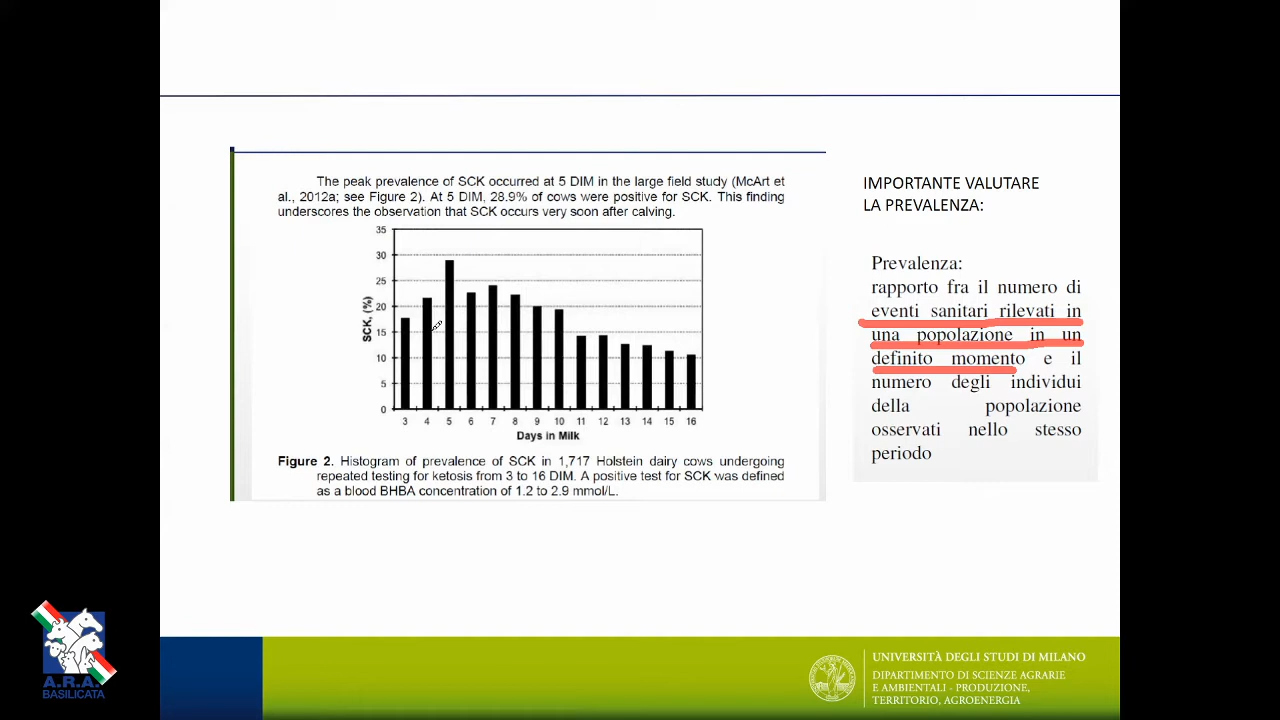 The peak prevalence of SCK occurred at 5 DIM in the large field study (McArt et
al., 2012a; see Figure 2). At 5 DIM, 28.9% of cows were positive for SCK. This finding
underscores the observation that SCK occurs very soon after calving.
35
30
25
20
15
10
5
0
SCK, (%)
3 4 5 6 7 8 9 10 11 12 13 14 15 16
Days in Milk
Figure 2. Histogram of prevalence of SCK in 1,717 Holstein dairy cows undergoing
repeated testing for ketosis from 3 to 16 DIM. A positive test for SCK was defined
as a blood BHBA concentration of 1.2 to 2.9 mmol/L.
IMPORTANTE VALUTARE
LA PREVALENZA:
Prevalenza:
rapporto fra il numero di
eventi sanitari rilevati in
una popolazione in un
definito momento e il
numero degli individui
della popolazione
osservati nello stesso
periodo
A.R.A.
BASILICATA
UNIVERSITÀ DEGLI STUDI DI MILANO
DIPARTIMENTO DI SCIENZE AGRARIE
E AMBIENTALI - PRODUZIONE,
TERRITORIO, AGROENERGIA